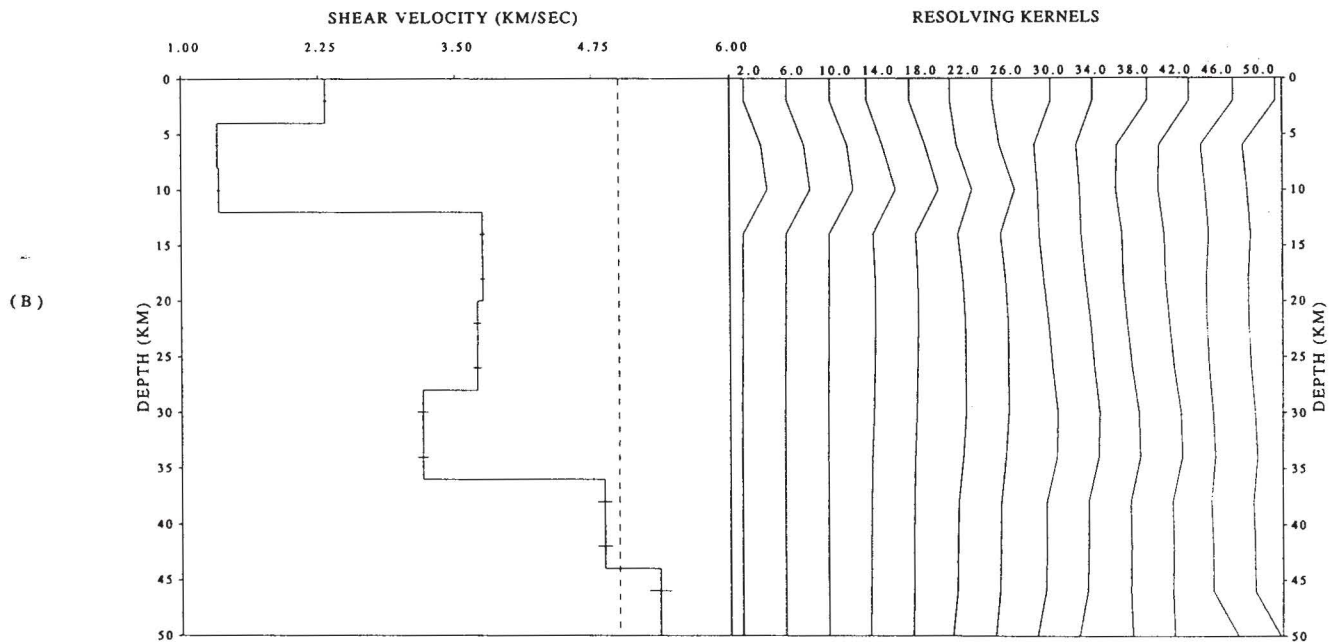 SHEAR VELOCITY (KM/SEC)
RESOLVING KERNELS
1.00 2.25 3.50 4.75 6.00
2.0 6.0 10.0 14.0 18.0 22.0 26.0 30.0 34.0 38.0 42.0 46.0 50.0
0 0
5 5
10 10
15 15
(B)
20 20
DEPTH (KM)
DEPTH (KM)
25 25
30 30
35 35
40 40
45 45
50 50